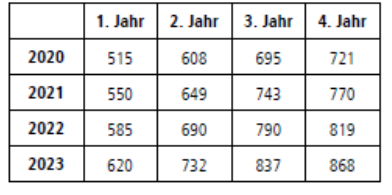 1. Jahr 2. Jahr 3. Jahr 4. Jahr
2020 515 608 695 721
2021 550 649 743 770
2022 585 690 790 819
2023 620 732 837 868